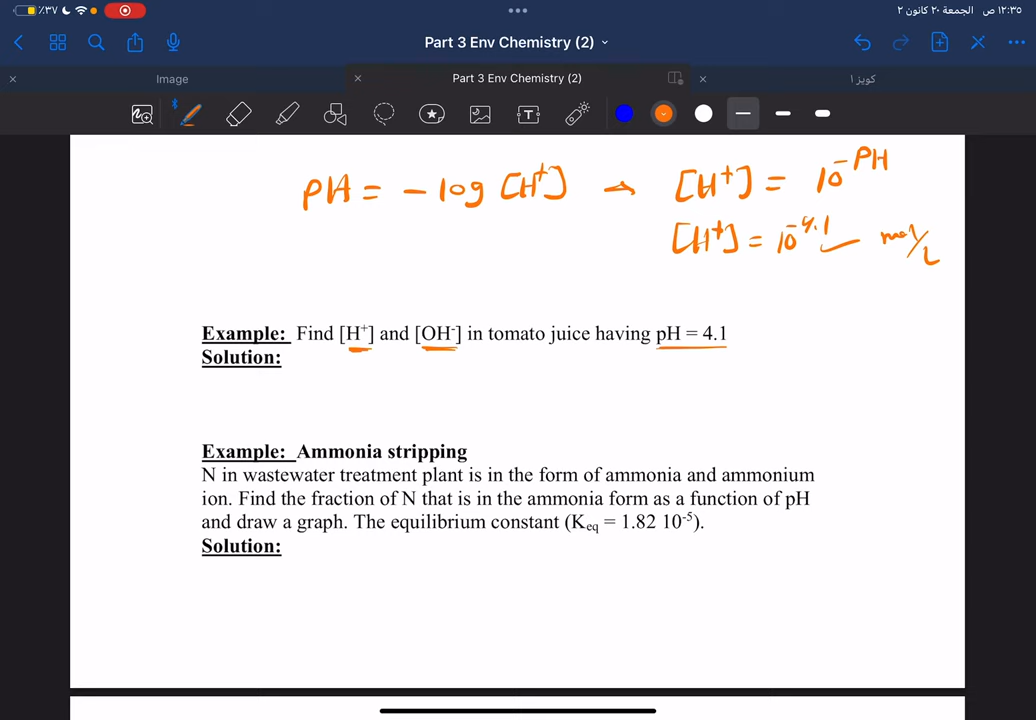 ٪٣٧
١٢:٣٥ ص الجمعة ٢٠ كانون ٢
Part 3 Env Chemistry (2)
Image
Part 3 Env Chemistry (2)
كويز ١
PH = - log [H⁺] → [H⁺] = 10^-PH
[H⁺] = 10^-4.1 mol/L
Example: Find [H⁺] and [OH⁻] in tomato juice having pH = 4.1
Solution:
Example: Ammonia stripping
N in wastewater treatment plant is in the form of ammonia and ammonium
ion. Find the fraction of N that is in the ammonia form as a function of pH
and draw a graph. The equilibrium constant (Keq = 1.82 10⁻⁵).
Solution: